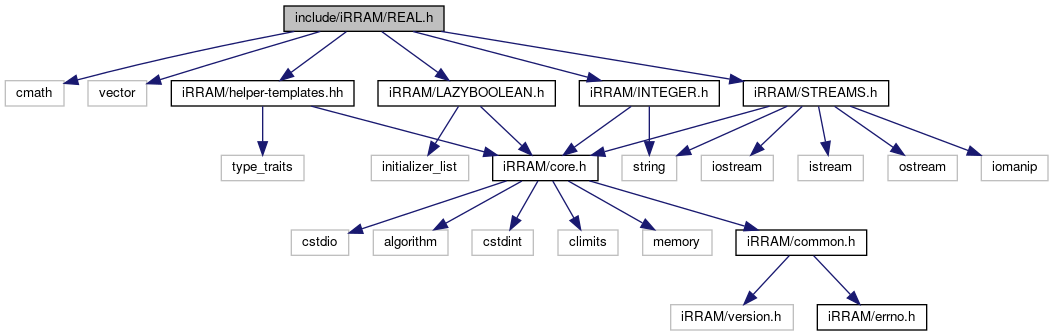 include/iRRAM/REAL.h
cmath
vector
iRRAM/helper-templates.hh
iRRAM/LAZYBOOLEAN.h
iRRAM/INTEGER.h
iRRAM/STREAMS.h
type_traits
initializer_list
iRRAM/core.h
string
iostream
istream
ostream
iomanip
cstdio
algorithm
cstdint
climits
memory
iRRAM/common.h
iRRAM/version.h
iRRAM/errno.h